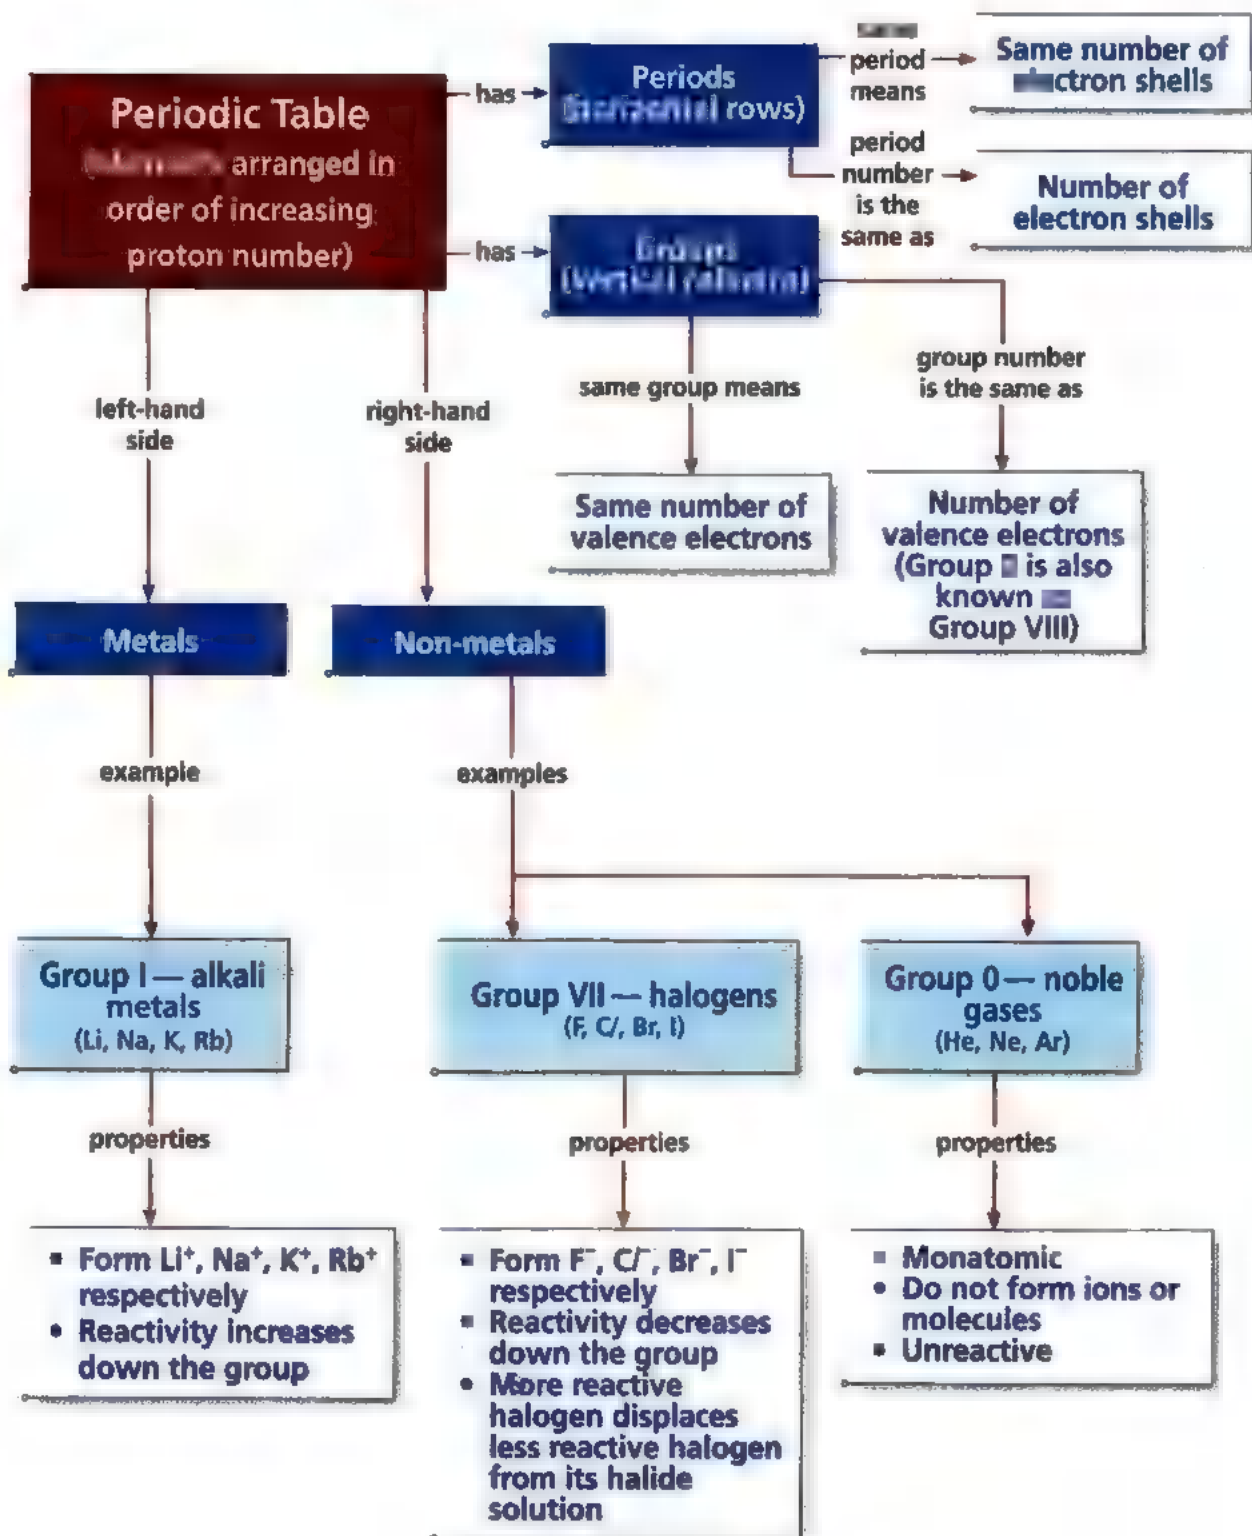 Periodic Table
arranged in
order of increasing
proton number)
has
Periods
rows)
period
means
Same number of
electron shells
period
number
is the
same as
Number of
electron shells
has
Groups
(vertical
left-hand
side
right-hand
side
same group means
group number
is the same as
Same number of
valence electrons
Number of
valence electrons
(Group is also
known
Group VIII)
Metals
Non-metals
example
examples
Group I — alkali
metals
(Li, Na, K, Rb)
Group VII — halogens
(F, Cl, Br, I)
Group 0 — noble
gases
(He, Ne, Ar)
properties
properties
properties
▪ Form Li⁺, Na⁺, K⁺, Rb⁺
respectively
• Reactivity increases
down the group
▪ Form F⁻, Cl⁻, Br⁻, I⁻
respectively
▪ Reactivity decreases
down the group
• More reactive
halogen displaces
less reactive halogen
from its halide
solution
▪ Monatomic
• Do not form ions or
molecules
▪ Unreactive